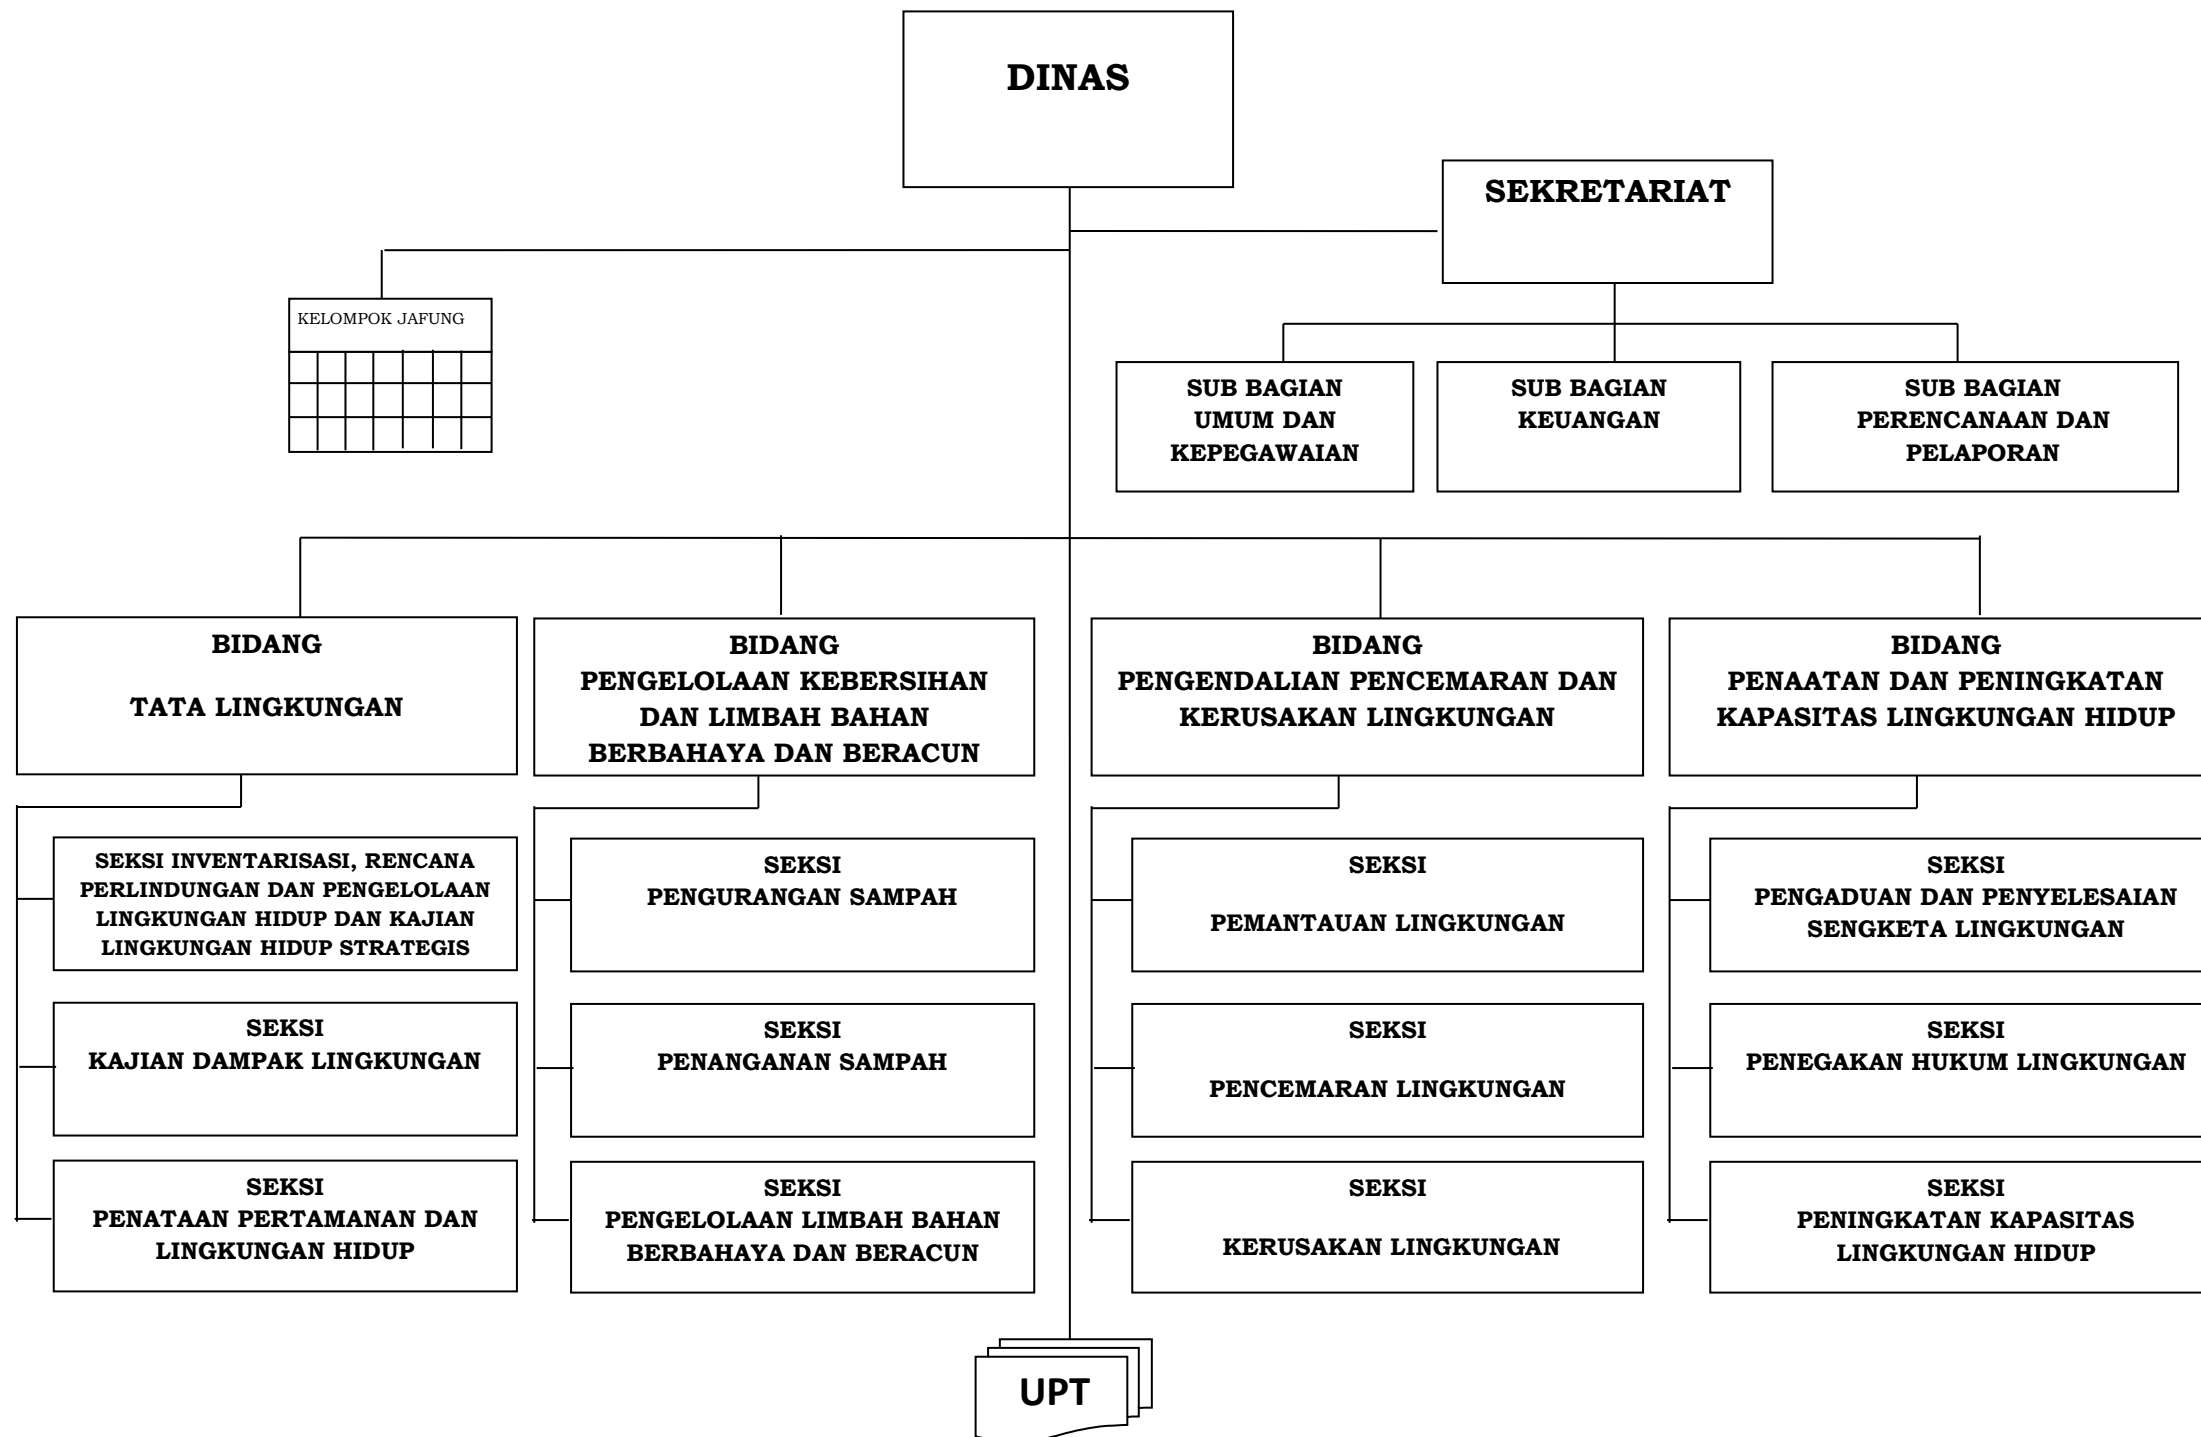 DINAS
SEKRETARIAT
KELOMPOK JAFUNG
SUB BAGIAN
UMUM DAN
KEPEGAWAIAN
SUB BAGIAN
KEUANGAN
SUB BAGIAN
PERENCANAAN DAN
PELAPORAN
BIDANG
TATA LINGKUNGAN
BIDANG
PENGELOLAAN KEBERSIHAN
DAN LIMBAH BAHAN
BERBAHAYA DAN BERACUN
BIDANG
PENGENDALIAN PENCEMARAN DAN
KERUSAKAN LINGKUNGAN
BIDANG
PENAATAN DAN PENINGKATAN
KAPASITAS LINGKUNGAN HIDUP
SEKSI INVENTARISASI, RENCANA
PERLINDUNGAN DAN PENGELOLAAN
LINGKUNGAN HIDUP DAN KAJIAN
LINGKUNGAN HIDUP STRATEGIS
SEKSI
PENGURANGAN SAMPAH
SEKSI
PEMANTAUAN LINGKUNGAN
SEKSI
PENGADUAN DAN PENYELESAIAN
SENGKETA LINGKUNGAN
SEKSI
KAJIAN DAMPAK LINGKUNGAN
SEKSI
PENANGANAN SAMPAH
SEKSI
PENCEMARAN LINGKUNGAN
SEKSI
PENEGAKAN HUKUM LINGKUNGAN
SEKSI
PENATAAN PERTAMANAN DAN
LINGKUNGAN HIDUP
SEKSI
PENGELOLAAN LIMBAH BAHAN
BERBAHAYA DAN BERACUN
SEKSI
KERUSAKAN LINGKUNGAN
SEKSI
PENINGKATAN KAPASITAS
LINGKUNGAN HIDUP
UPT